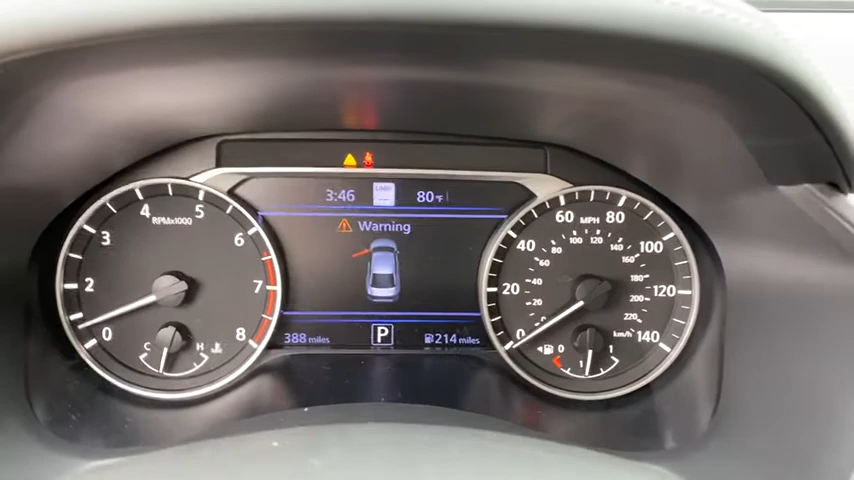 3:46 LIMIT 80°F
Warning
388 miles P 214 miles
RPMx1000
0 2 3 4 5 6 7 8
C H
MPH
0 20 40 60 80 100 120 140
20 40 60 80 100 120 140 160 180 200 220
km/h
0 1 1